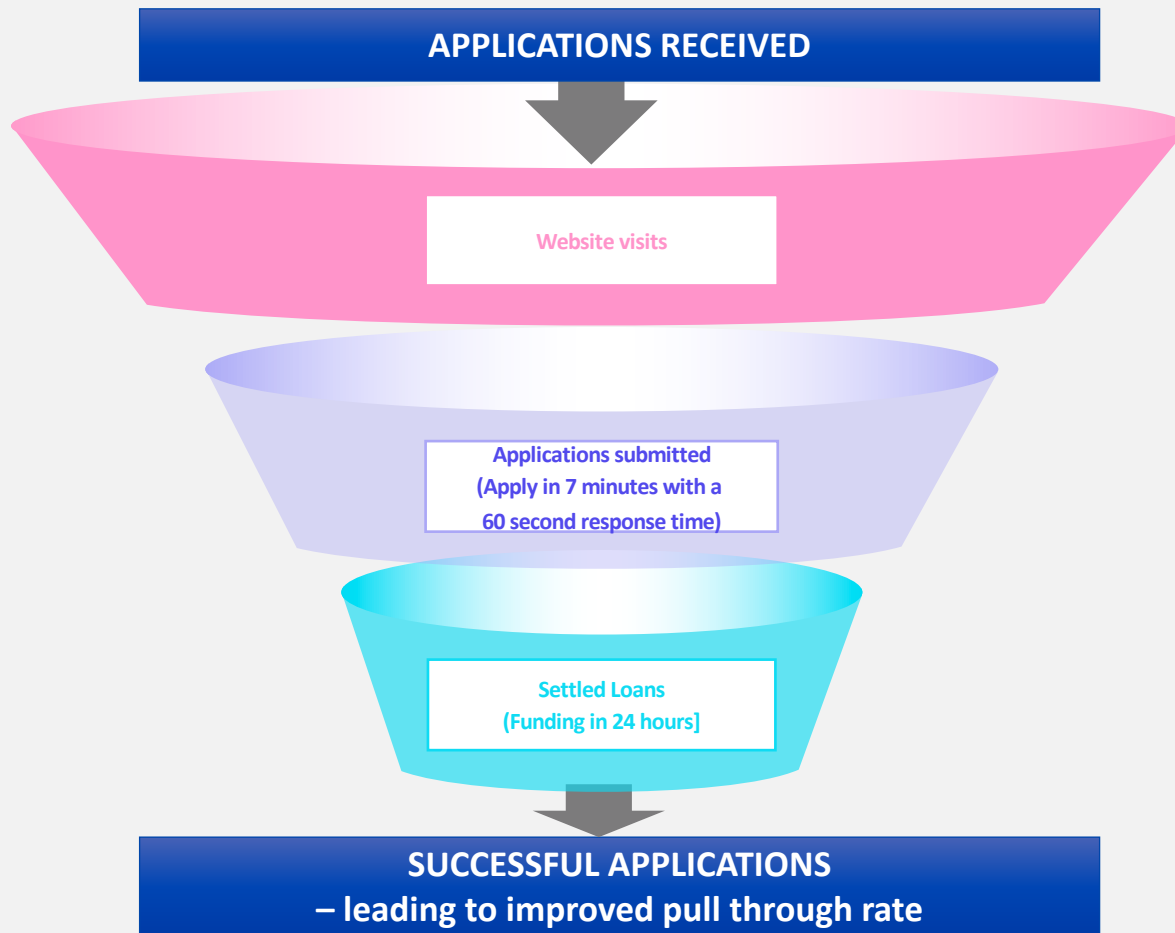 APPLICATIONS RECEIVED
Website visits
Applications submitted
(Apply in 7 minutes with a
60 second response time)
Settled Loans
(Funding in 24 hours]
SUCCESSFUL APPLICATIONS
– leading to improved pull through rate